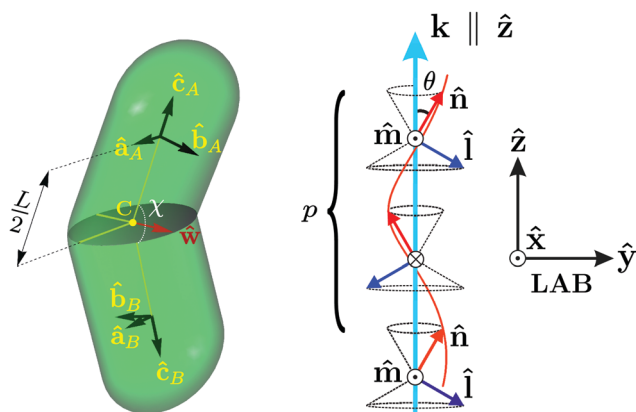 ĉ_A
â_A
b̂_A
L/2
C
χ
ŵ
b̂_B
â_B
ĉ_B
k ∥ ẑ
θ
n̂
m̂
l̂
p
n̂
m̂
l̂
ẑ
x̂
ŷ
LAB